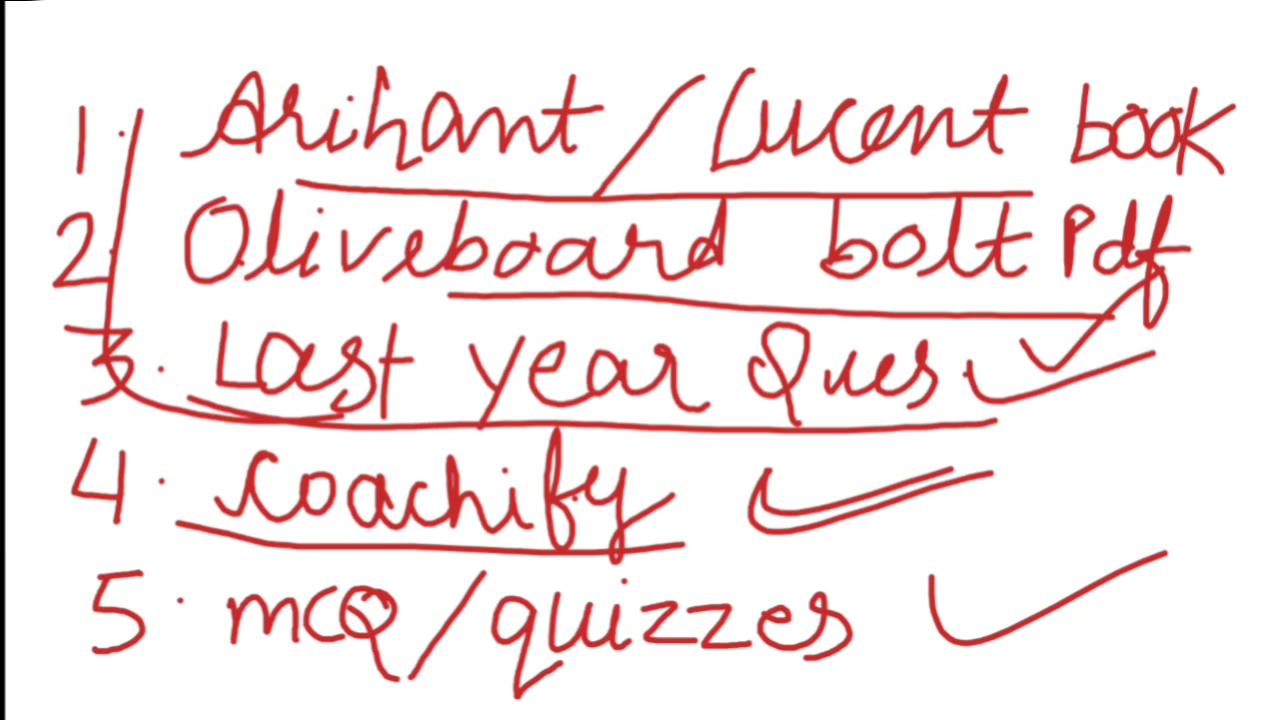 1. Arihant/Lucent book
2. Oliveboard bolt Pdf
3. Last year Ques.
4. Coachify
5. mcQ/quizzes